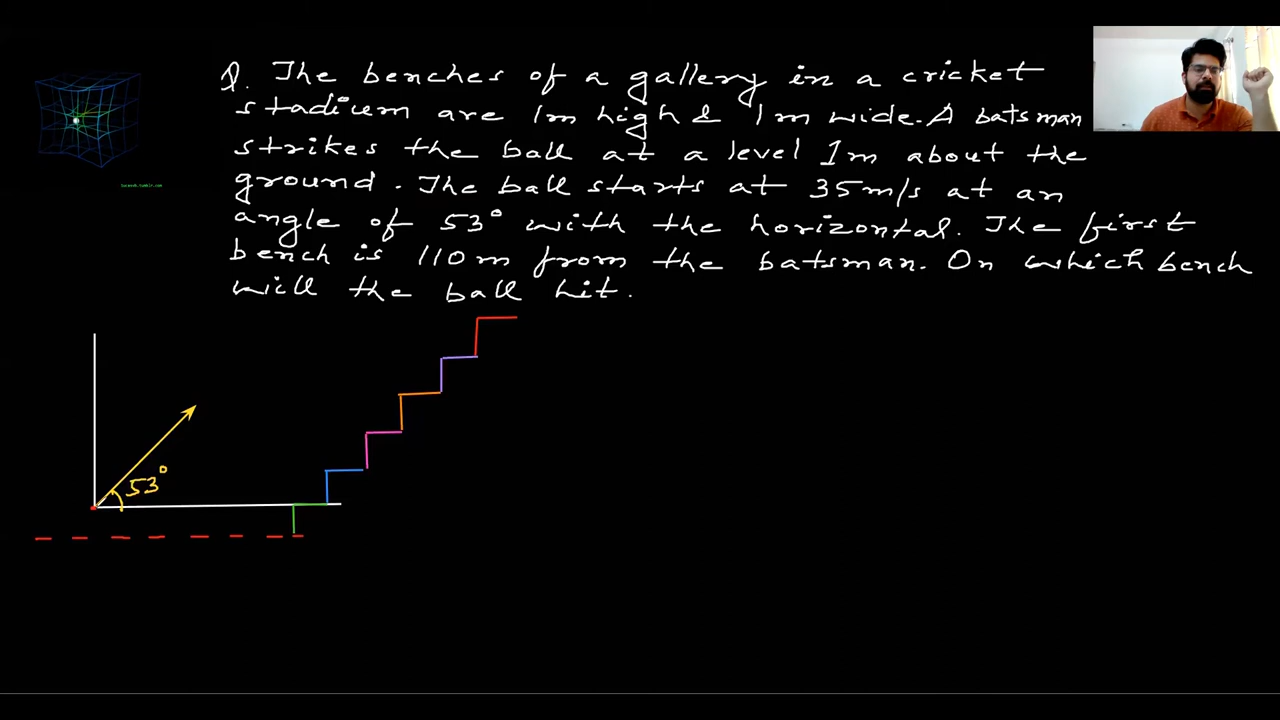 Q. The benches of a gallery in a cricket
stadium are 1m high & 1m wide. A batsman
strikes the ball at a level 1m about the
ground. The ball starts at 35m/s at an
angle of 53° with the horizontal. The first
bench is 110m from the batsman. On which bench
will the ball hit.
53°